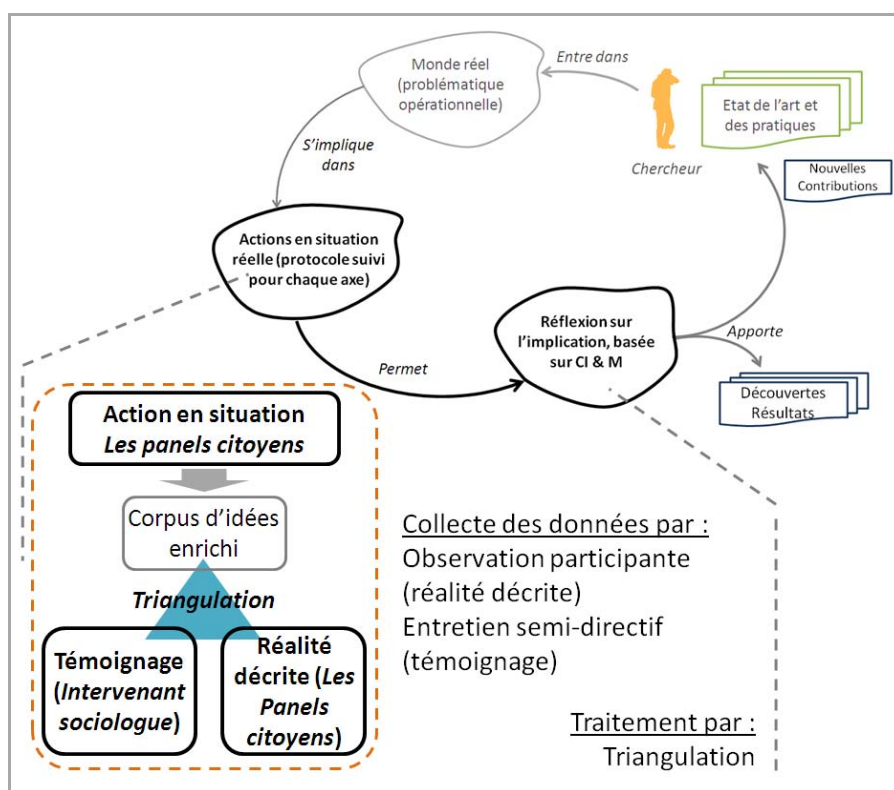 Monde réel
(problématique
opérationnelle)
Entre dans
Chercheur
Etat de l'art et
des pratiques
Nouvelles
Contributions
S'implique
dans
Actions en situation
réelle (protocole suivi
pour chaque axe)
Permet
Réflexion sur
l'implication, basée
sur CI & M
Apporte
Découvertes
Résultats
Action en situation
Les panels citoyens
Corpus d'idées
enrichi
Triangulation
Témoignage
(Intervenant
sociologue)
Réalité
décrite (Les
Panels
citoyens)
Collecte des données par :
Observation participante
(réalité décrite)
Entretien semi-directif
(témoignage)
Traitement par :
Triangulation